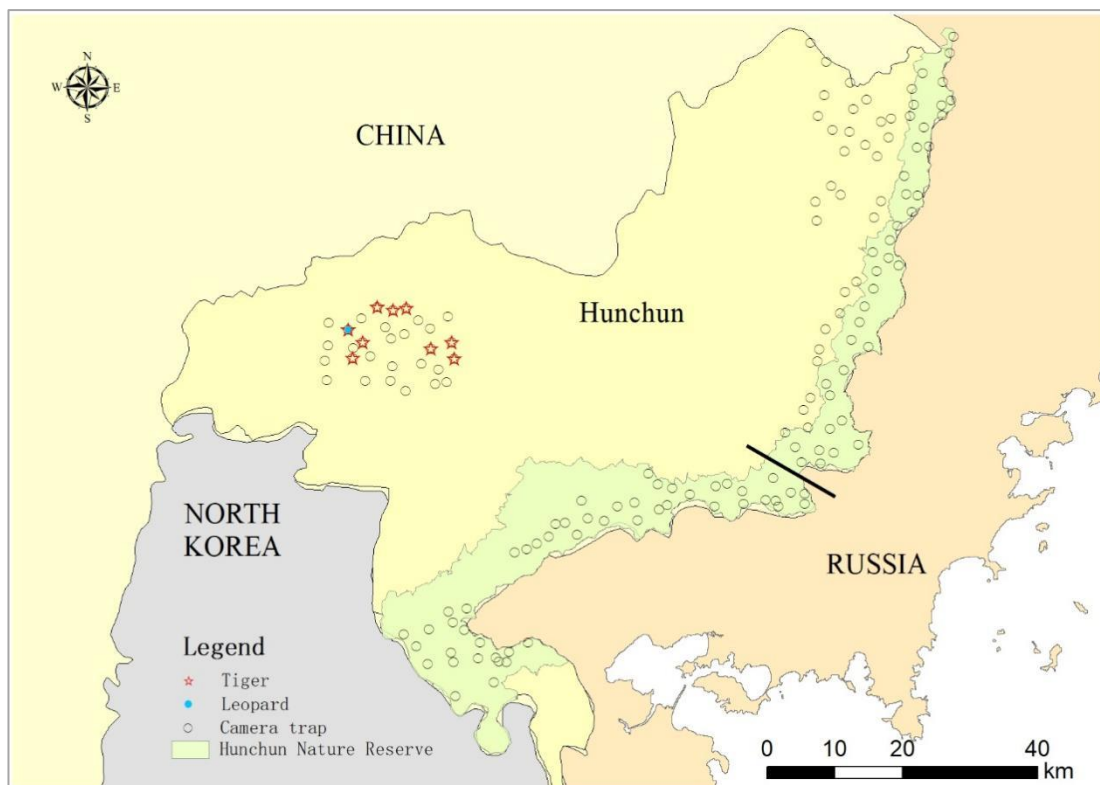 N
W E
S
CHINA
Hunchun
NORTH
KOREA
RUSSIA
Legend
Tiger
Leopard
Camera trap
Hunchun Nature Reserve
0 10 20 40
km